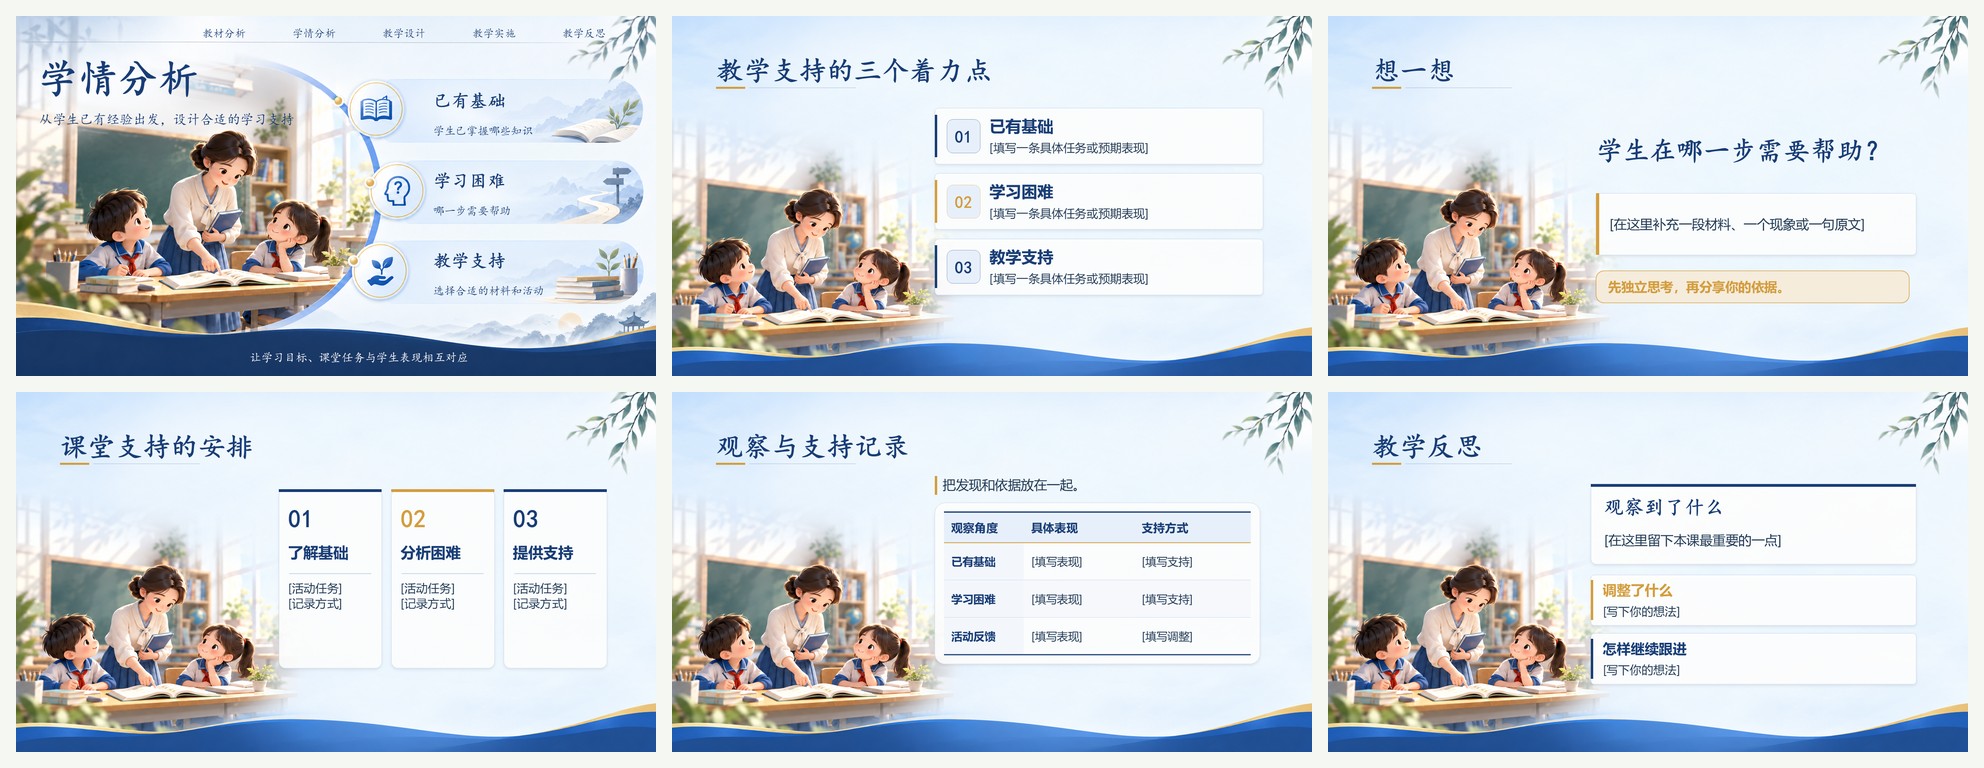 教材分析 学情分析 教学设计 教学实施 教学反思
学情分析
从学生已有经验出发，设计合适的学习支持
已有基础
学生已掌握哪些知识
学习困难
哪一步需要帮助
教学支持
选择合适的材料和活动
让学习目标、课堂任务与学生表现相互对应
教学支持的三个着力点
01
已有基础
[填写一条具体任务或预期表现]
02
学习困难
[填写一条具体任务或预期表现]
03
教学支持
[填写一条具体任务或预期表现]
想一想
学生在哪一步需要帮助？
[在这里补充一段材料、一个现象或一句原文]
先独立思考，再分享你的依据。
课堂支持的安排
01
了解基础
[活动任务]
[记录方式]
02
分析困难
[活动任务]
[记录方式]
03
提供支持
[活动任务]
[记录方式]
观察与支持记录
把发现和依据放在一起。
观察角度 具体表现 支持方式
已有基础 [填写表现] [填写支持]
学习困难 [填写表现] [填写支持]
活动反馈 [填写表现] [填写调整]
教学反思
观察到了什么
[在这里留下本课最重要的一点]
调整了什么
[写下你的想法]
怎样继续跟进
[写下你的想法]